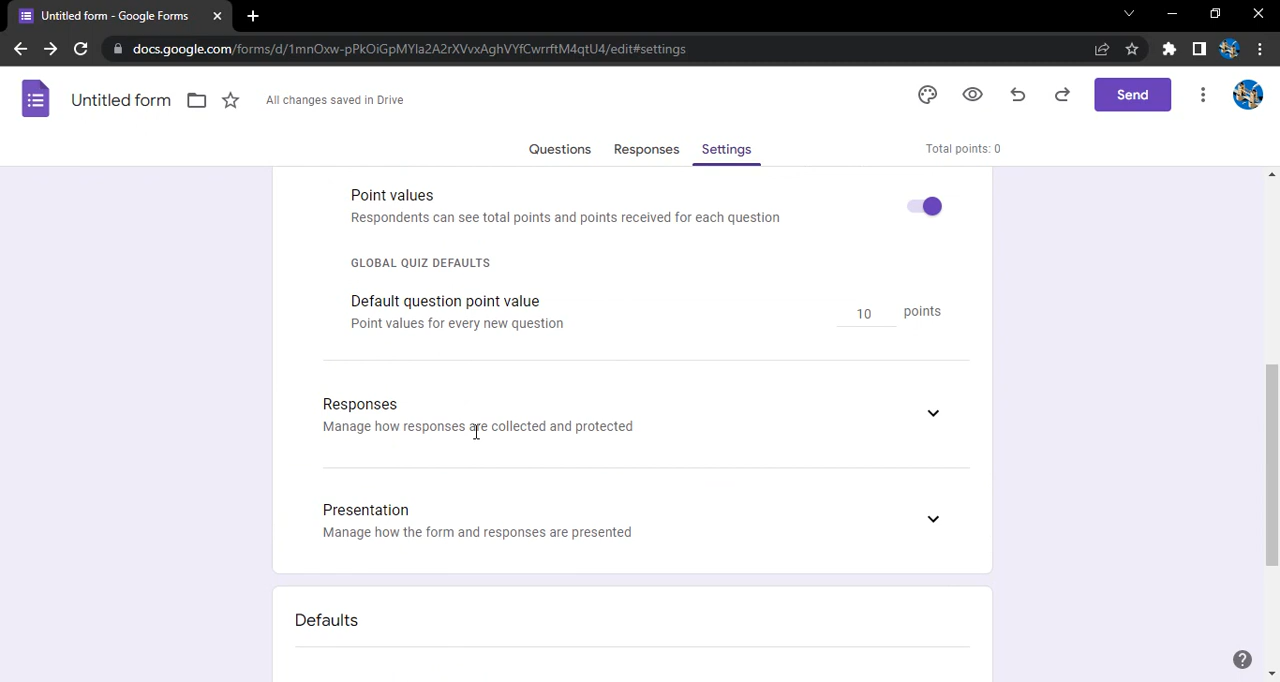 Untitled form - Google Forms
docs.google.com/forms/d/1mnOxw-pPkOiGpMYIa2A2rXVvxAghVYfCwrrftM4qtU4/edit#settings
Untitled form
All changes saved in Drive
Send
Questions
Responses
Settings
Total points: 0
Point values
Respondents can see total points and points received for each question
GLOBAL QUIZ DEFAULTS
Default question point value
10 points
Point values for every new question
Responses
Manage how responses are collected and protected
Presentation
Manage how the form and responses are presented
Defaults